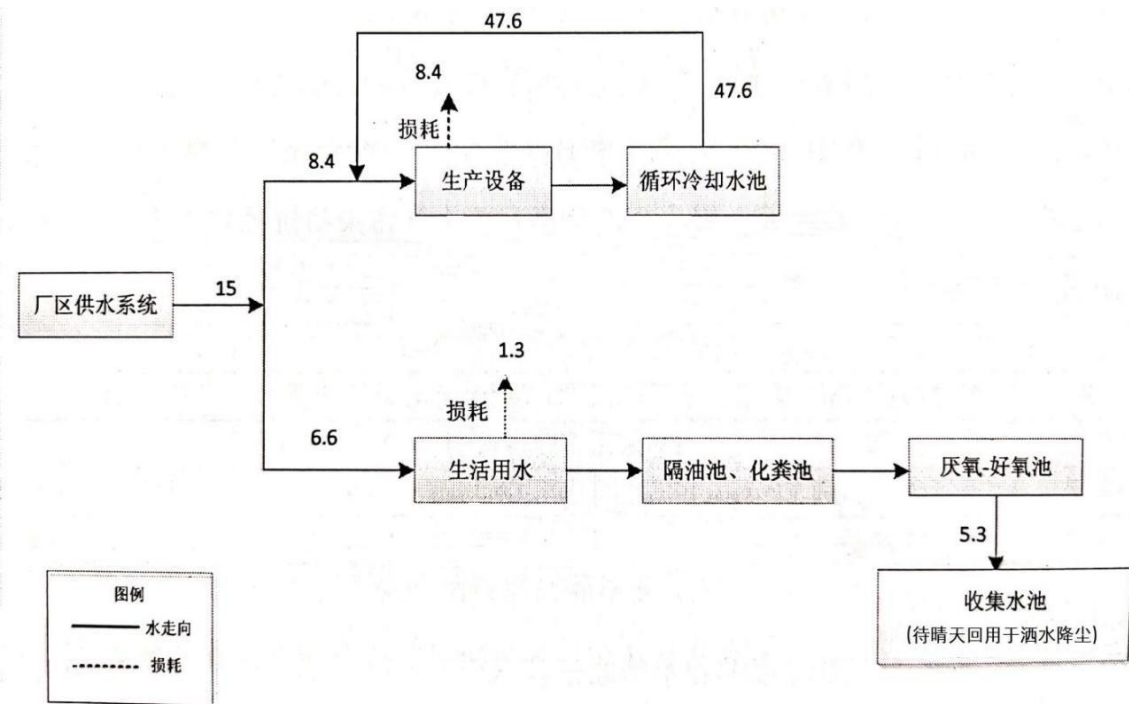 47.6
8.4
47.6
损耗
8.4
生产设备
循环冷却水池
厂区供水系统
15
1.3
损耗
6.6
生活用水
隔油池、化粪池
厌氧-好氧池
5.3
收集水池
(待晴天回用于洒水降尘)
图例
水走向
损耗